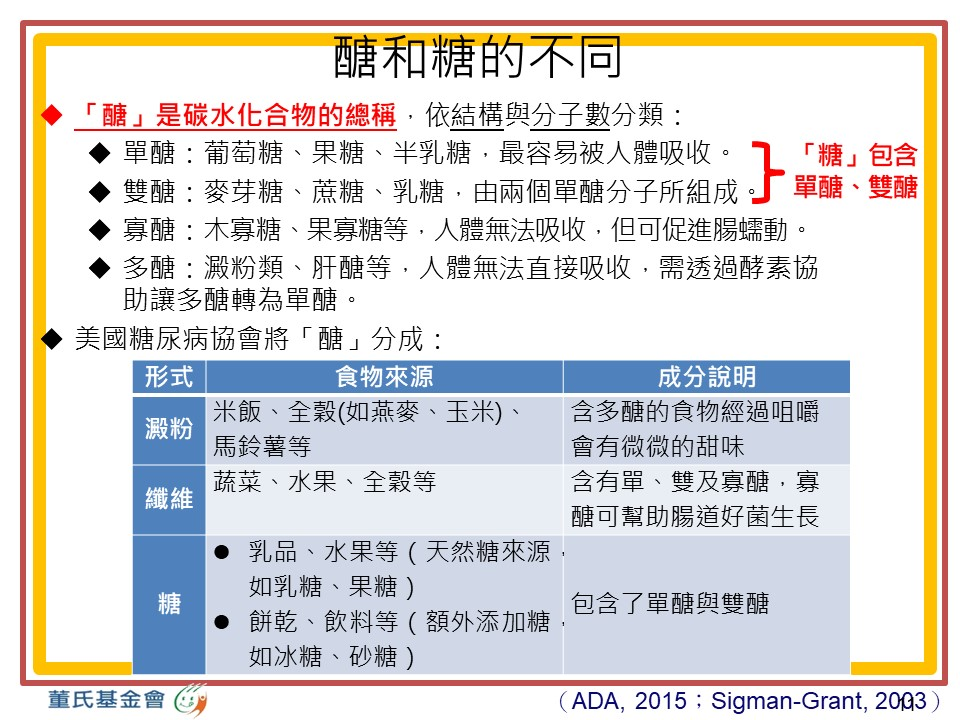 醣和糖的不同
◆ 「醣」是碳水化合物的總稱，依結構與分子數分類：
◆ 單醣：葡萄糖、果糖、半乳糖，最容易被人體吸收。
◆ 雙醣：麥芽糖、蔗糖、乳糖，由兩個單醣分子所組成。
「糖」包含
單醣、雙醣
◆ 寡醣：木寡糖、果寡糖等，人體無法吸收，但可促進腸蠕動。
◆ 多醣：澱粉類、肝醣等，人體無法直接吸收，需透過酵素協
助讓多醣轉為單醣。
◆ 美國糖尿病協會將「醣」分成：
形式 食物來源 成分說明
澱粉
米飯、全穀(如燕麥、玉米)、
馬鈴薯等
含多醣的食物經過咀嚼
會有微微的甜味
纖維
蔬菜、水果、全穀等
含有單、雙及寡醣，寡
醣可幫助腸道好菌生長
糖
● 乳品、水果等（天然糖來源，
如乳糖、果糖）
● 餅乾、飲料等（額外添加糖，
如冰糖、砂糖）
包含了單醣與雙醣
董氏基金會
（ADA, 2015；Sigman-Grant, 2003）
11